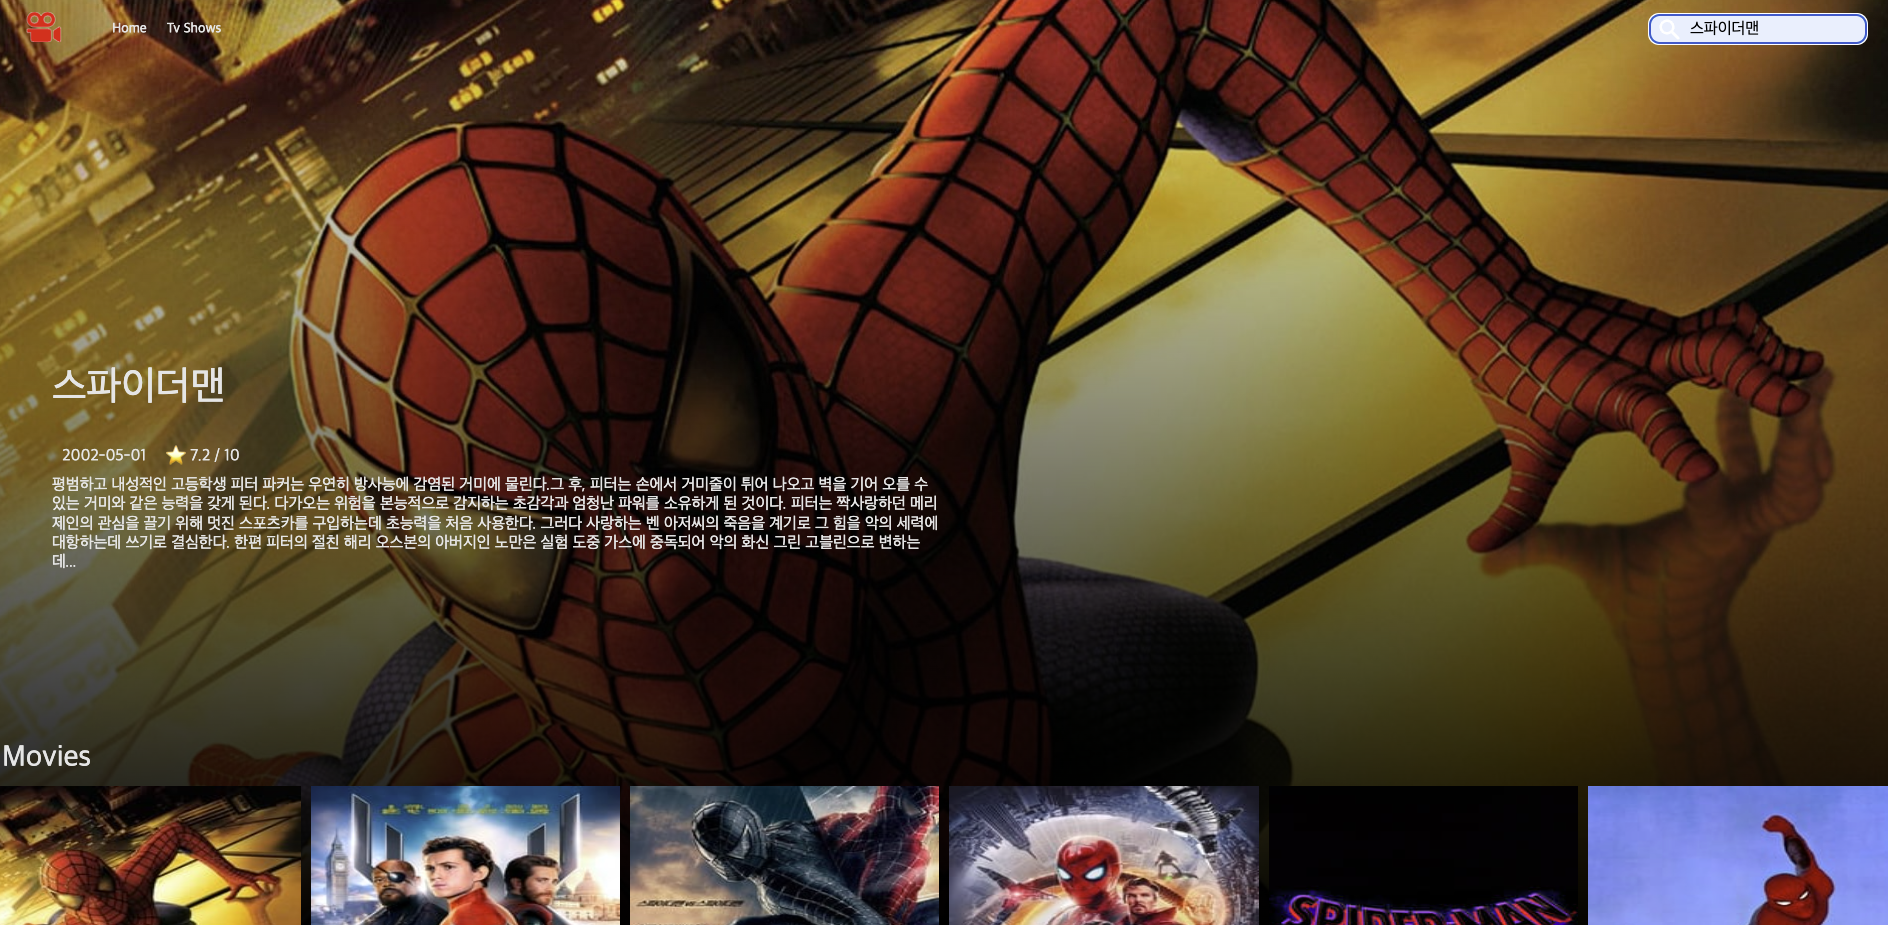 Home Tv Shows
스파이더맨
스파이더맨
2002-05-01 ⭐ 7.2 / 10
평범하고 내성적인 고등학생 피터 파커는 우연히 방사능에 감염된 거미에 물린다.그 후, 피터는 손에서 거미줄이 튀어 나오고 벽을 기어 오를 수
있는 거미와 같은 능력을 갖게 된다. 다가오는 위험을 본능적으로 감지하는 초감각과 엄청난 파워를 소유하게 된 것이다. 피터는 짝사랑하던 메리
제인의 관심을 끌기 위해 멋진 스포츠카를 구입하는데 초능력을 처음 사용한다. 그러다 사랑하는 벤 아저씨의 죽음을 계기로 그 힘을 악의 세력에
대항하는데 쓰기로 결심한다. 한편 피터의 절친 해리 오스본의 아버지인 노만은 실험 도중 가스에 중독되어 악의 화신 그린 고블린으로 변하는
데...
Movies
스파이더맨 vs 스파이더맨
SPIDER-MAN